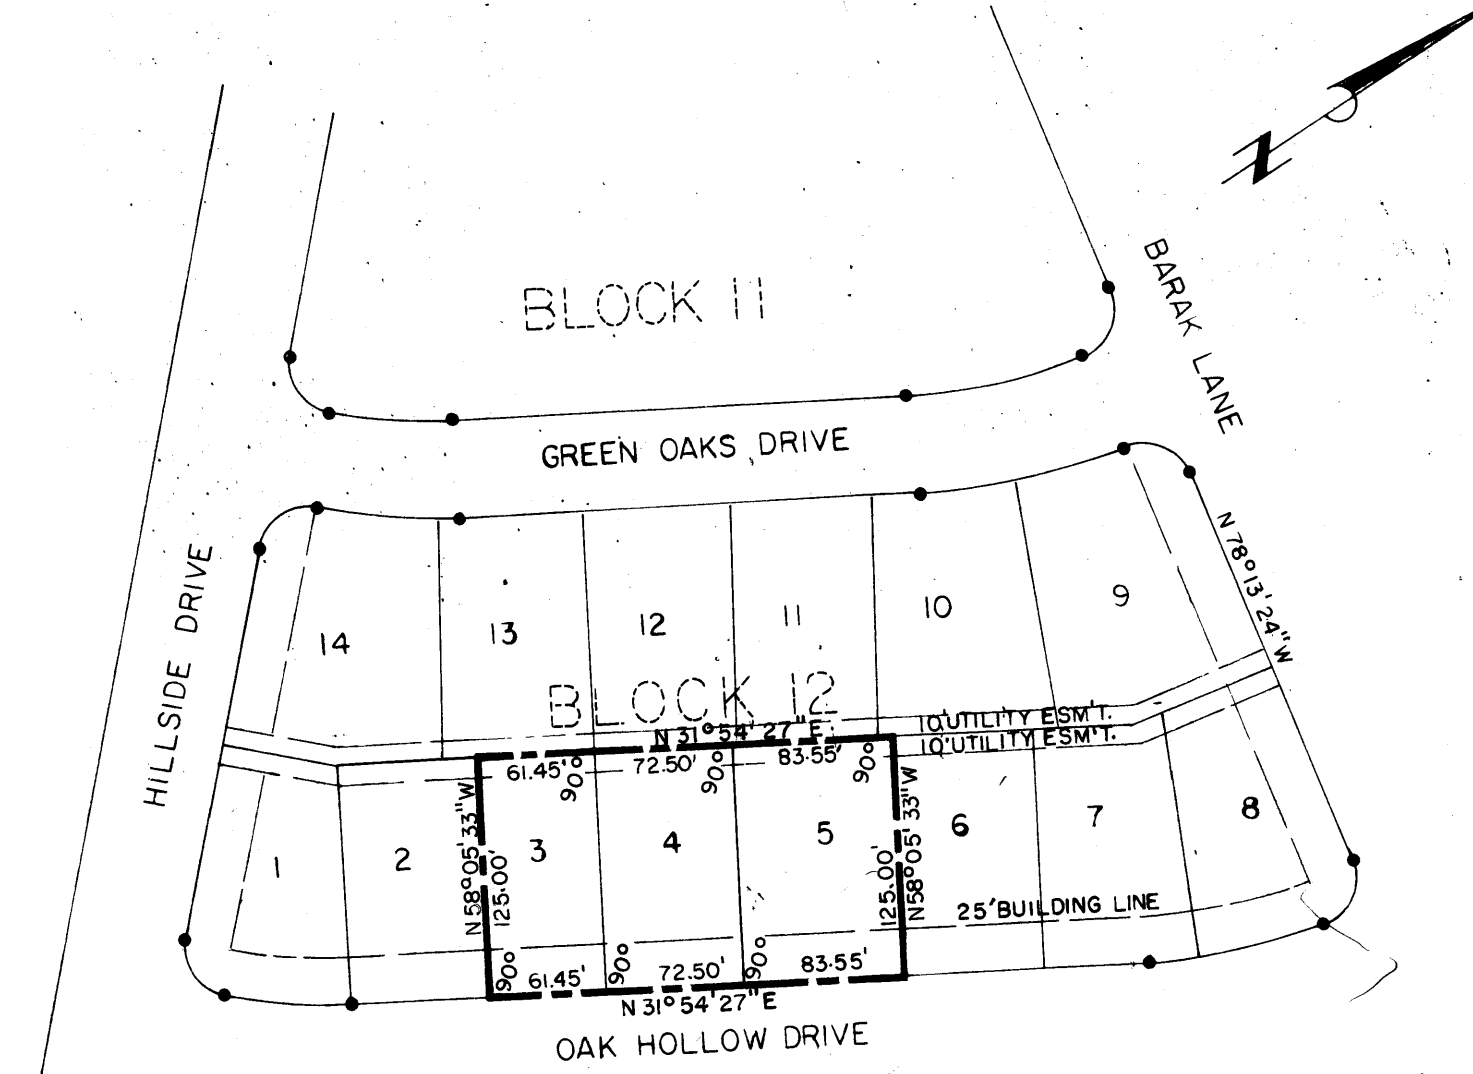 N
BLOCK 11
BARAK LANE
GREEN OAKS DRIVE
HILLSIDE DRIVE
N 78°13'24"W
14
13
12
11
10
9
BLOCK 12
10'UTILITY ESM'T.
10'UTILITY ESM'T.
N 31°54'27"E
61.45'
90°
72.50'
90°
83.55'
90°
N58°05'33"W
125.00'
125.00'
N58°05'33"W
1
2
3
4
5
6
7
8
25'BUILDING LINE
90°
61.45'
90°
72.50'
90°
83.55'
N 31°54'27"E
OAK HOLLOW DRIVE